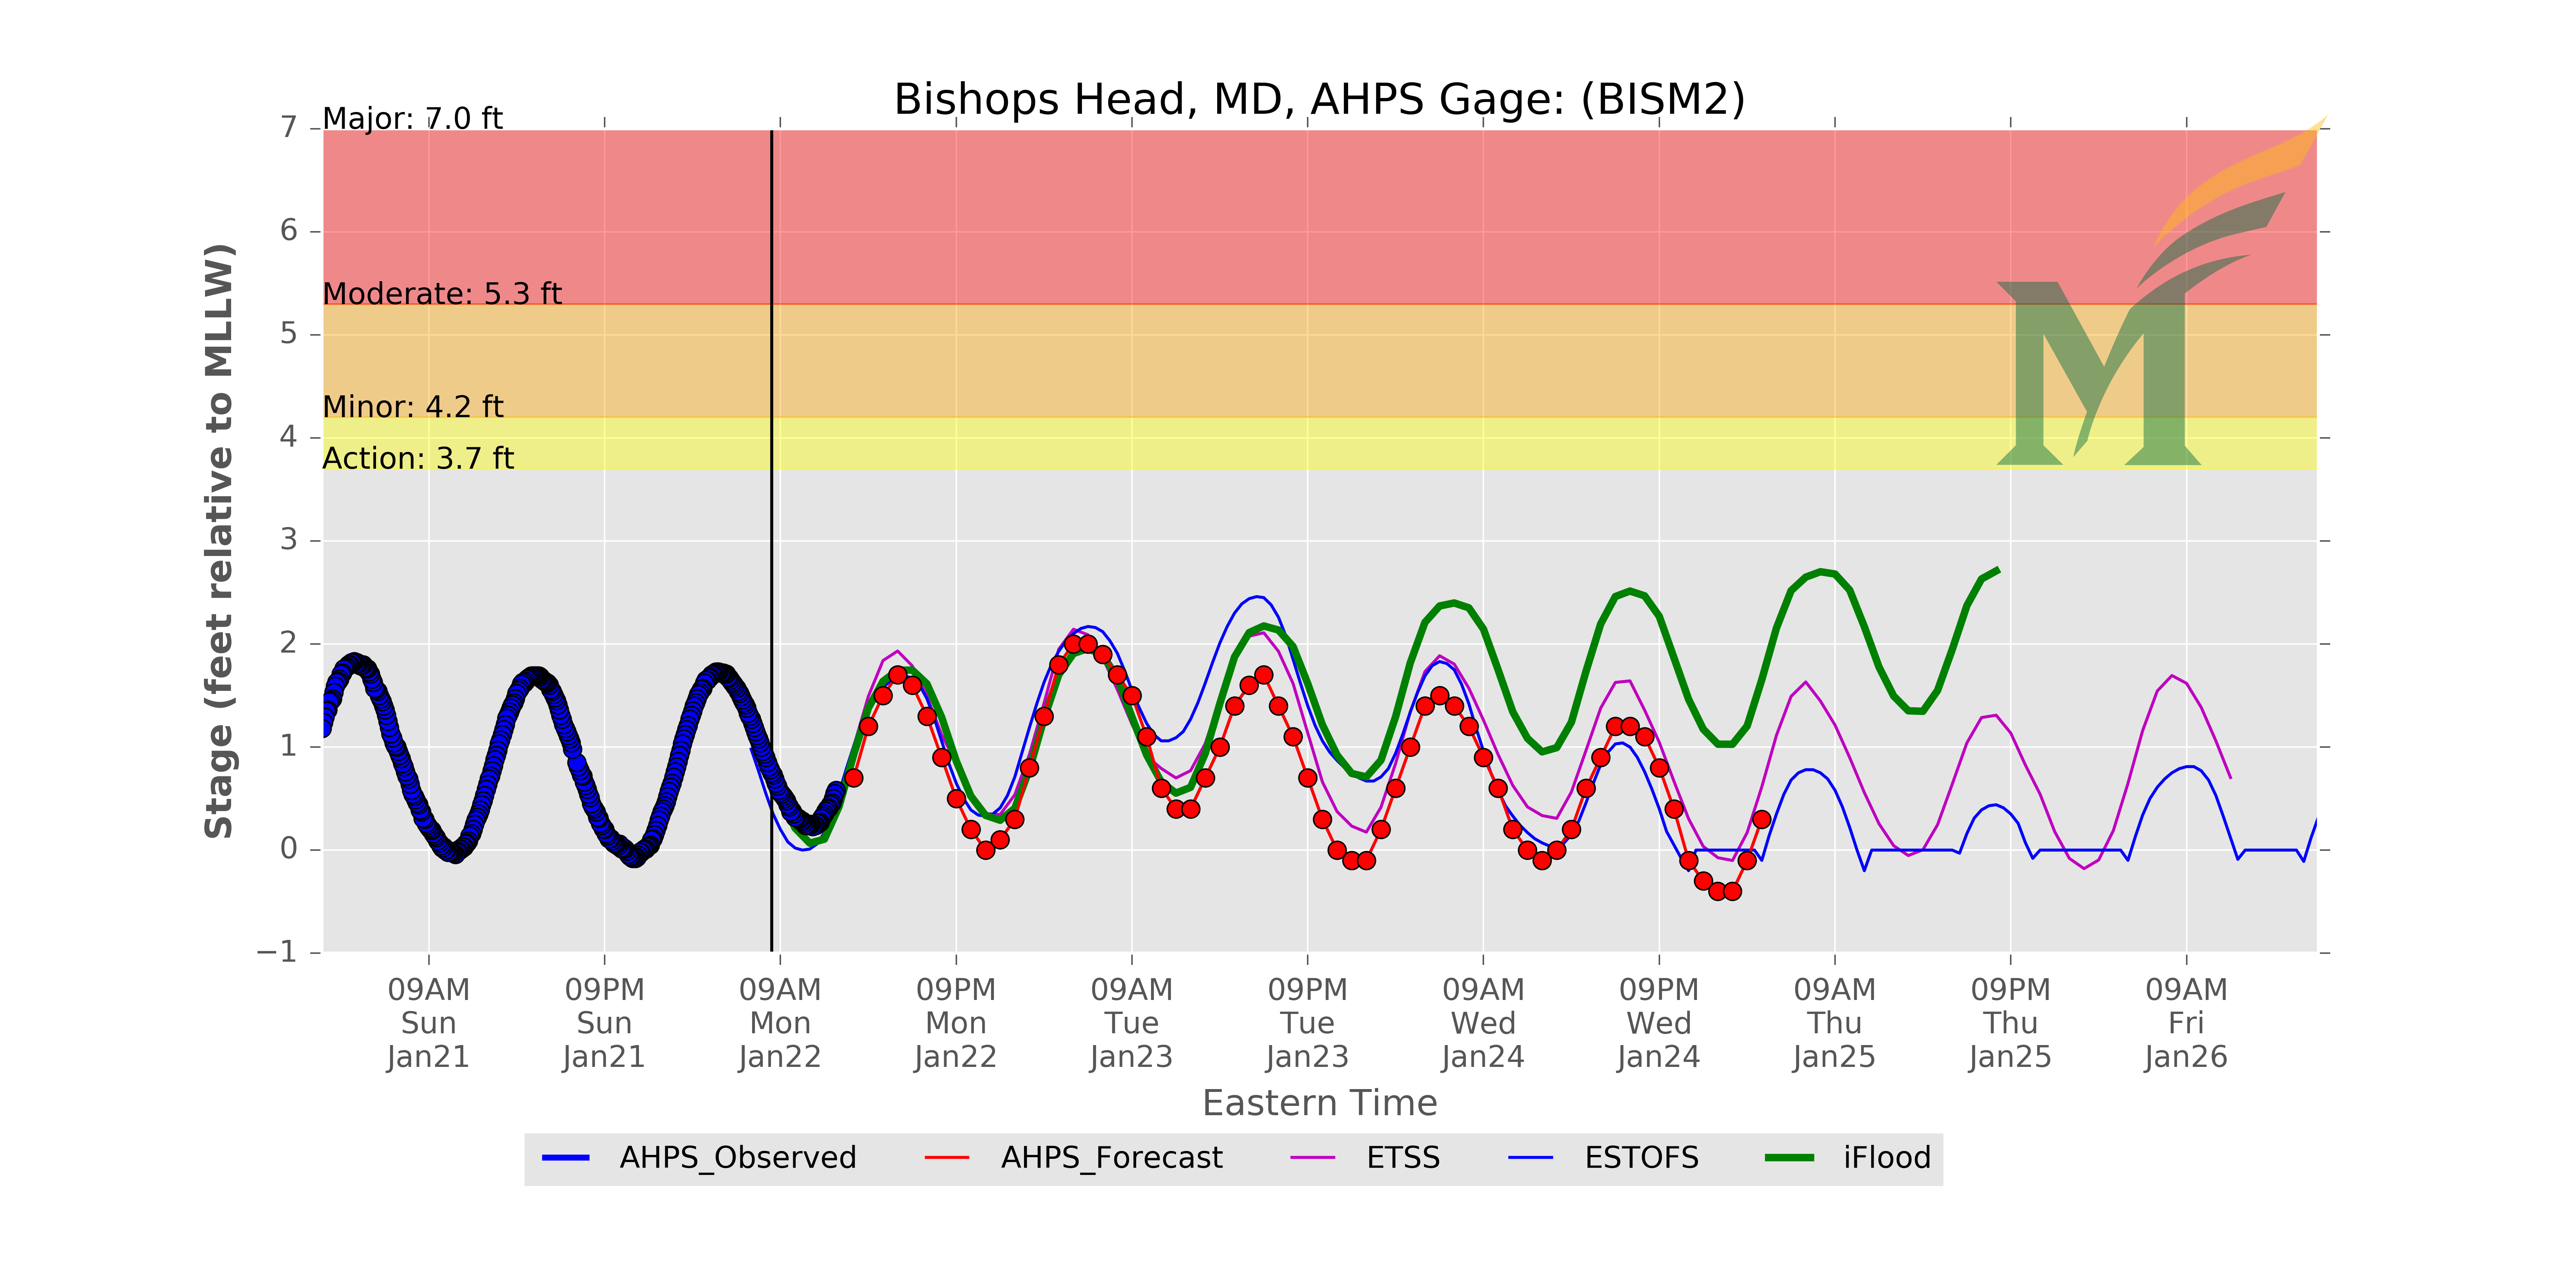 Bishops Head, MD, AHPS Gage: (BISM2)
Major: 7.0 ft
Moderate: 5.3 ft
Minor: 4.2 ft
Action: 3.7 ft
7
6
5
4
3
2
1
0
−1
Stage (feet relative to MLLW)
09AM Sun Jan21
09PM Sun Jan21
09AM Mon Jan22
09PM Mon Jan22
09AM Tue Jan23
09PM Tue Jan23
09AM Wed Jan24
09PM Wed Jan24
09AM Thu Jan25
09PM Thu Jan25
09AM Fri Jan26
Eastern Time
AHPS_Observed AHPS_Forecast ETSS ESTOFS iFlood
M